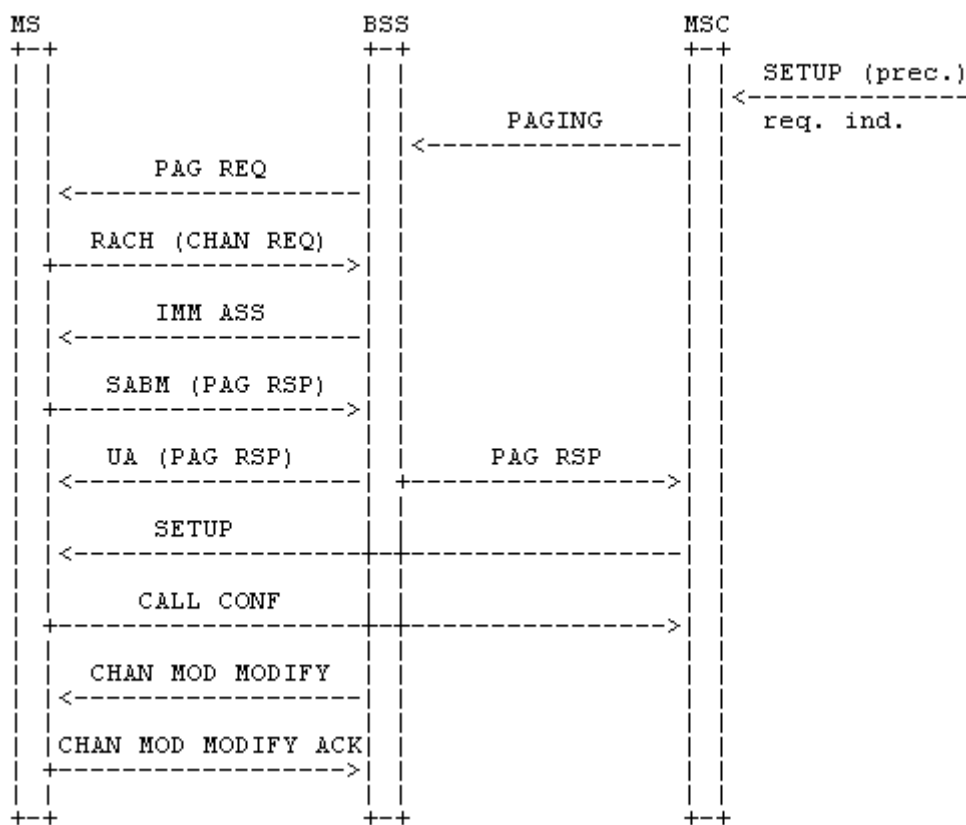 MS BSS MSC
SETUP (prec.)
req. ind.
PAGING
PAG REQ
RACH (CHAN REQ)
IMM ASS
SABM (PAG RSP)
UA (PAG RSP) PAG RSP
SETUP
CALL CONF
CHAN MOD MODIFY
CHAN MOD MODIFY ACK